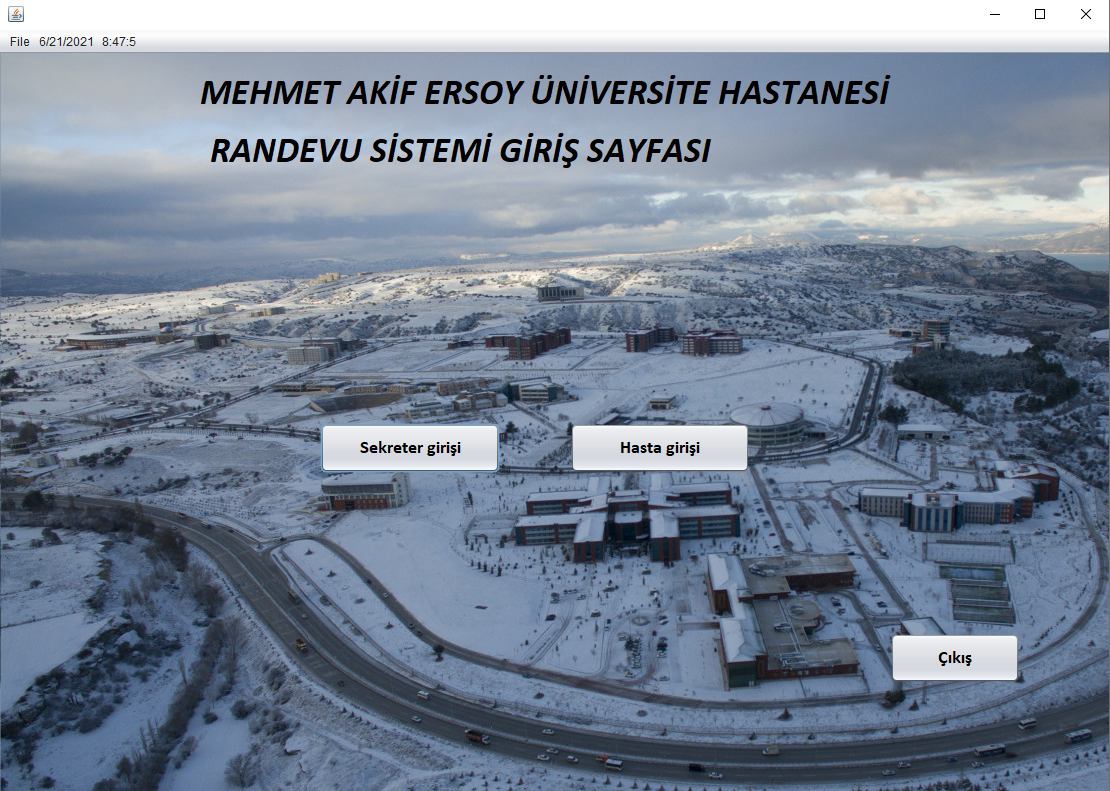 File 6/21/2021 8:47:5
MEHMET AKİF ERSOY ÜNİVERSİTE HASTANESİ
RANDEVU SİSTEMİ GİRİŞ SAYFASI
Sekreter girişi
Hasta girişi
Çıkış